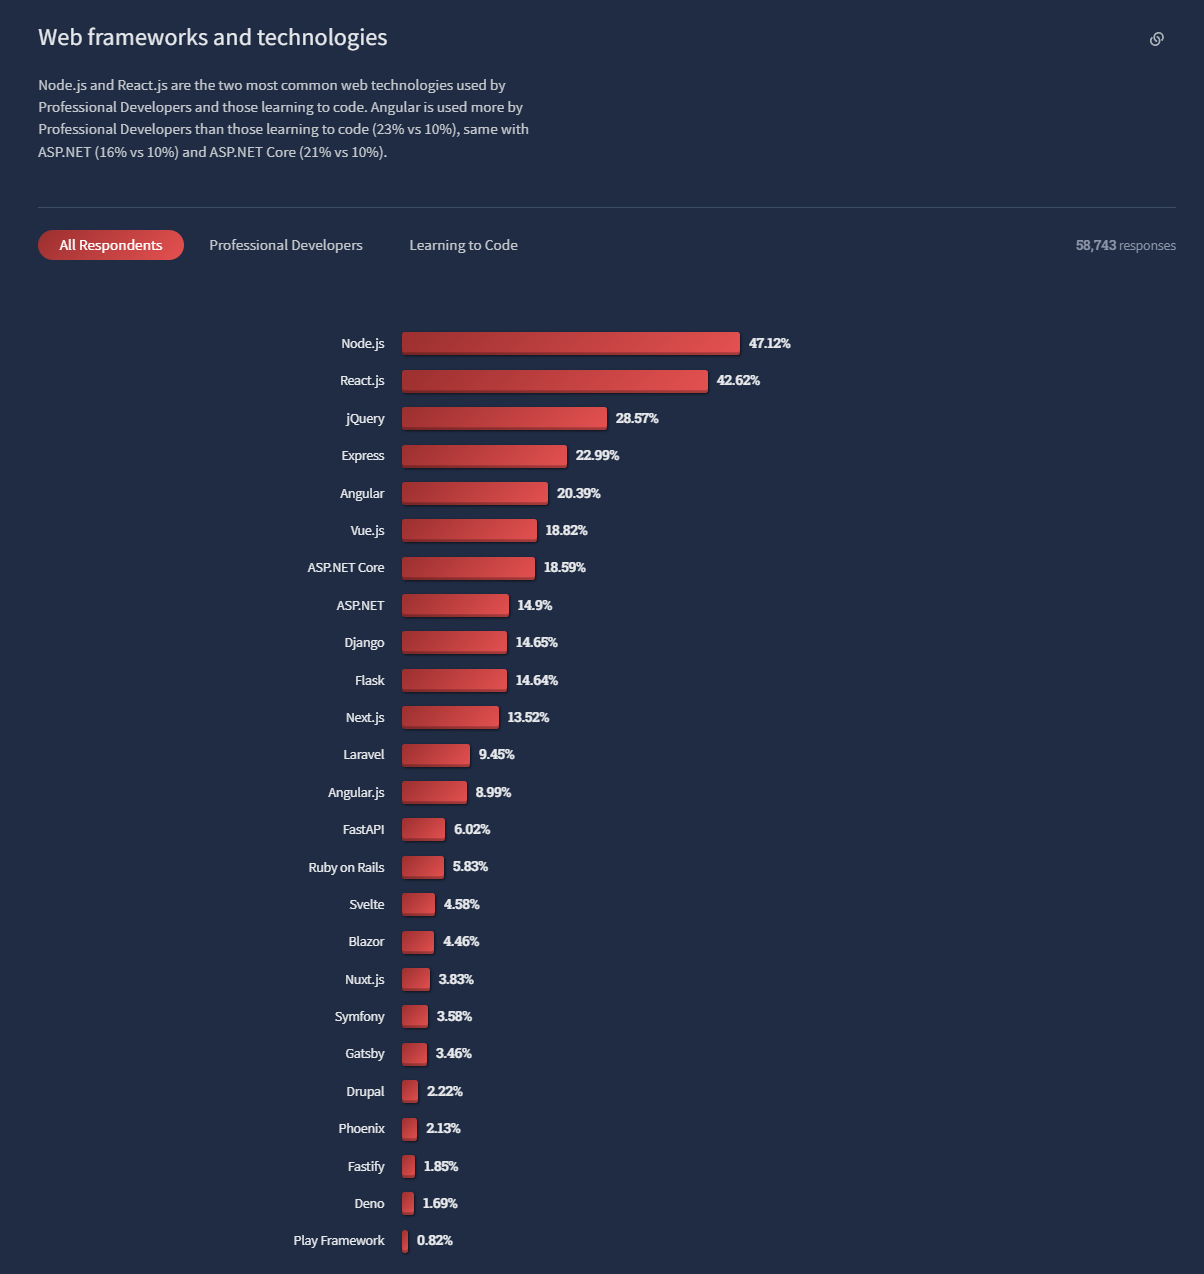 Web frameworks and technologies
Node.js and React.js are the two most common web technologies used by
Professional Developers and those learning to code. Angular is used more by
Professional Developers than those learning to code (23% vs 10%), same with
ASP.NET (16% vs 10%) and ASP.NET Core (21% vs 10%).
All Respondents Professional Developers Learning to Code 58,743 responses
Node.js 47.12%
React.js 42.62%
jQuery 28.57%
Express 22.99%
Angular 20.39%
Vue.js 18.82%
ASP.NET Core 18.59%
ASP.NET 14.9%
Django 14.65%
Flask 14.64%
Next.js 13.52%
Laravel 9.45%
Angular.js 8.99%
FastAPI 6.02%
Ruby on Rails 5.83%
Svelte 4.58%
Blazor 4.46%
Nuxt.js 3.83%
Symfony 3.58%
Gatsby 3.46%
Drupal 2.22%
Phoenix 2.13%
Fastify 1.85%
Deno 1.69%
Play Framework 0.82%